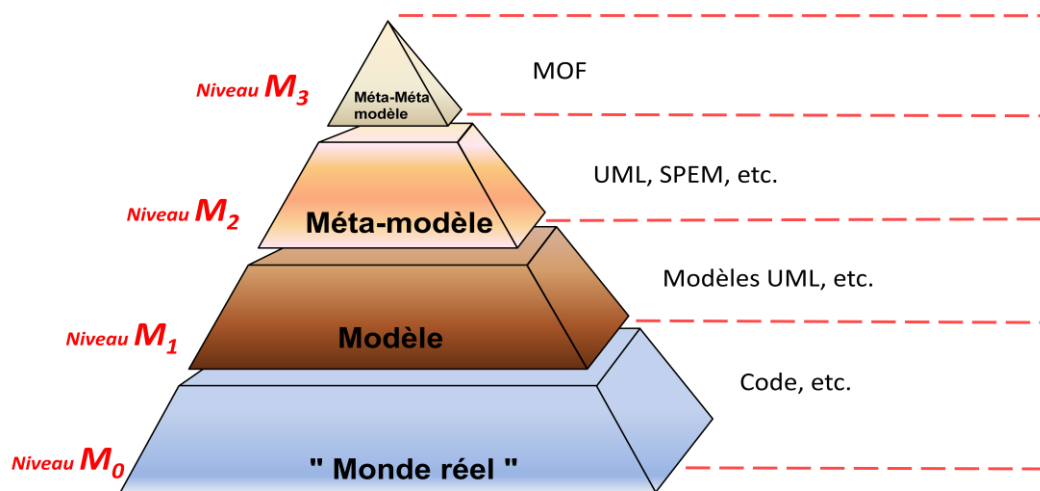 MOF
Niveau M3
Méta-Méta
modèle
UML, SPEM, etc.
Niveau M2
Méta-modèle
Modèles UML, etc.
Niveau M1
Modèle
Code, etc.
Niveau M0
" Monde réel "